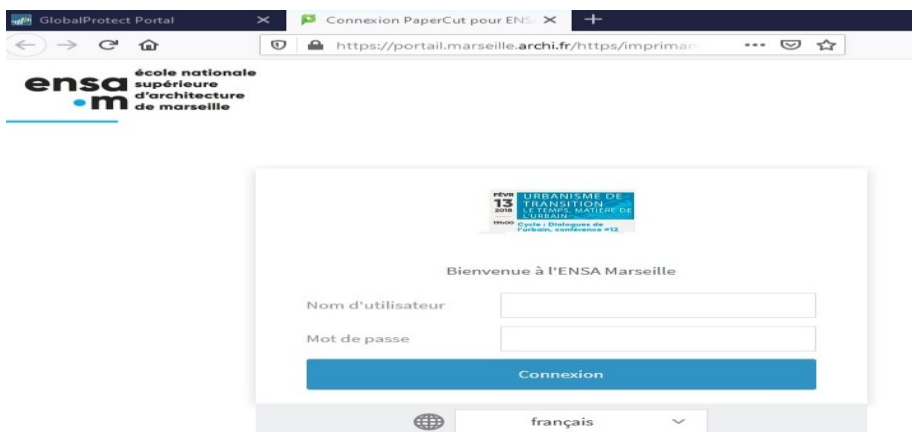 GlobalProtect Portal
Connexion PaperCut pour ENS
https://portail.marseille.archi.fr/https/impriman
ensa
•m
école nationale
supérieure
d'architecture
de marseille
FÉVR
13
2018
19h00
URBANISME DE
TRANSITION
LE TEMPS, MATIÈRE DE
L'URBAIN
Cycle : Dialogues de
l'urbain, conférence #12
Bienvenue à l'ENSA Marseille
Nom d'utilisateur
Mot de passe
Connexion
français